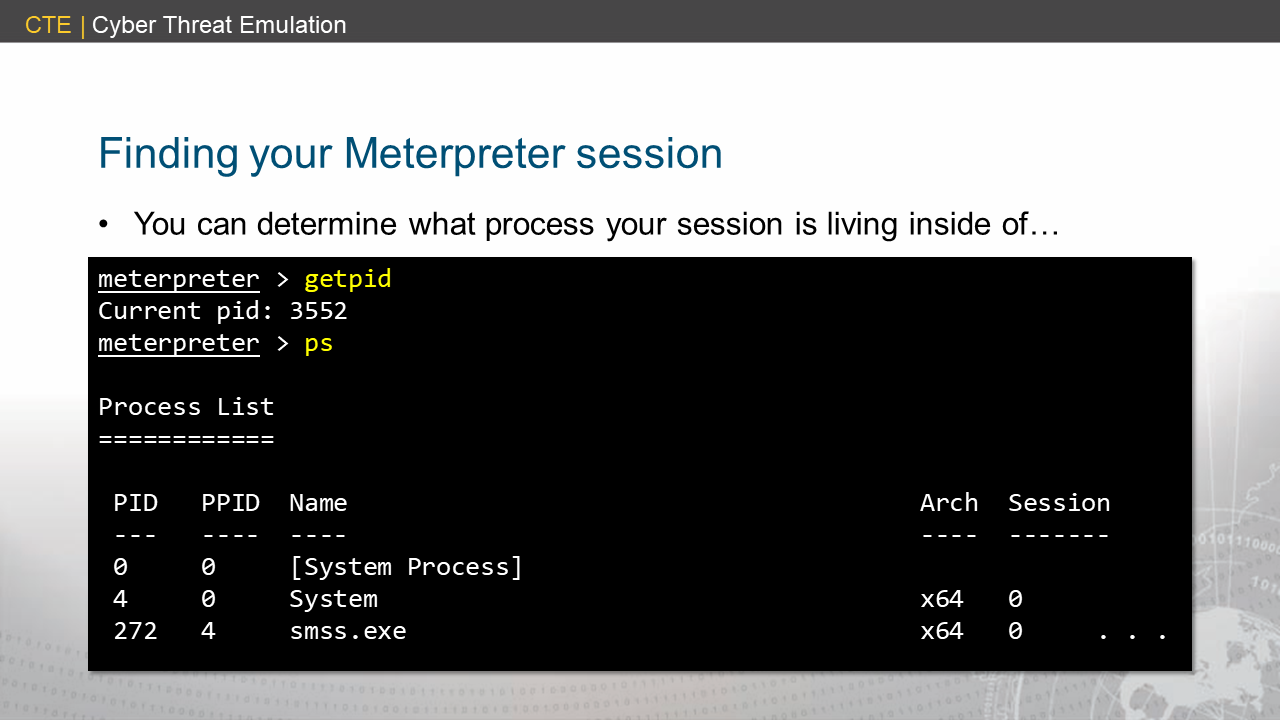 CTE | Cyber Threat Emulation
Finding your Meterpreter session
• You can determine what process your session is living inside of…
meterpreter > getpid
Current pid: 3552
meterpreter > ps
Process List
============
PID PPID Name Arch Session
--- ---- ---- ---- -------
0 0 [System Process]
4 0 System x64 0
272 4 smss.exe x64 0 . . .